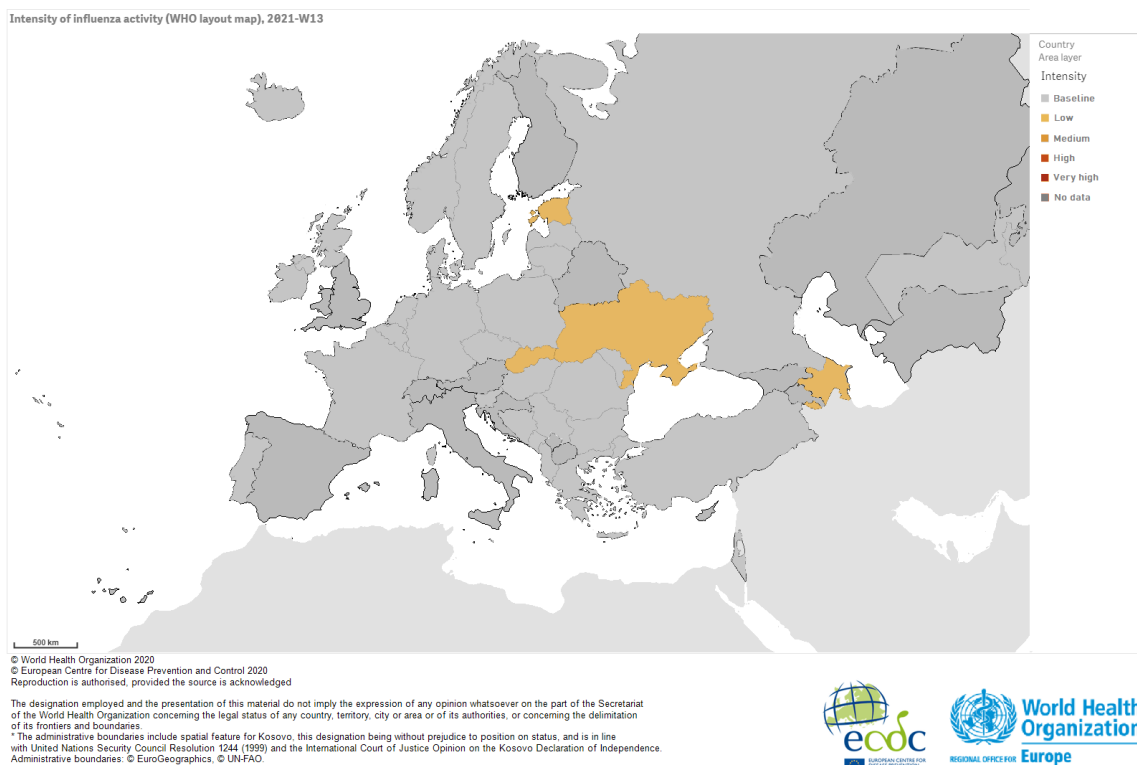 Intensity of influenza activity (WHO layout map), 2021-W13
Country
Area layer
Intensity
Baseline
Low
Medium
High
Very high
No data
500 km
© World Health Organization 2020
© European Centre for Disease Prevention and Control 2020
Reproduction is authorised, provided the source is acknowledged
The designation employed and the presentation of this material do not imply the expression of any opinion whatsoever on the part of the Secretariat
of the World Health Organization concerning the legal status of any country, territory, city or area or of its authorities, or concerning the delimitation
of its frontiers and boundaries.
* The administrative boundaries include spatial feature for Kosovo, this designation being without prejudice to position on status, and is in line
with United Nations Security Council Resolution 1244 (1999) and the International Court of Justice Opinion on the Kosovo Declaration of Independence.
Administrative boundaries: © EuroGeographics, © UN-FAO.
ecdc
EUROPEAN CENTRE FOR
World Health
Organization
REGIONAL OFFICE FOR Europe